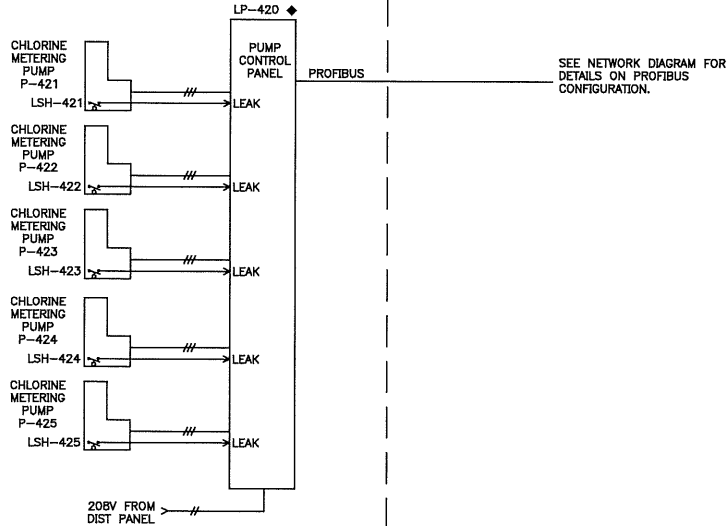 LP-420
CHLORINE
METERING
PUMP
P-421
LSH-421
LEAK
PUMP
CONTROL
PANEL
PROFIBUS
SEE NETWORK DIAGRAM FOR
DETAILS ON PROFIBUS
CONFIGURATION.
CHLORINE
METERING
PUMP
P-422
LSH-422
LEAK
CHLORINE
METERING
PUMP
P-423
LSH-423
LEAK
CHLORINE
METERING
PUMP
P-424
LSH-424
LEAK
CHLORINE
METERING
PUMP
P-425
LSH-425
LEAK
208V FROM
DIST PANEL